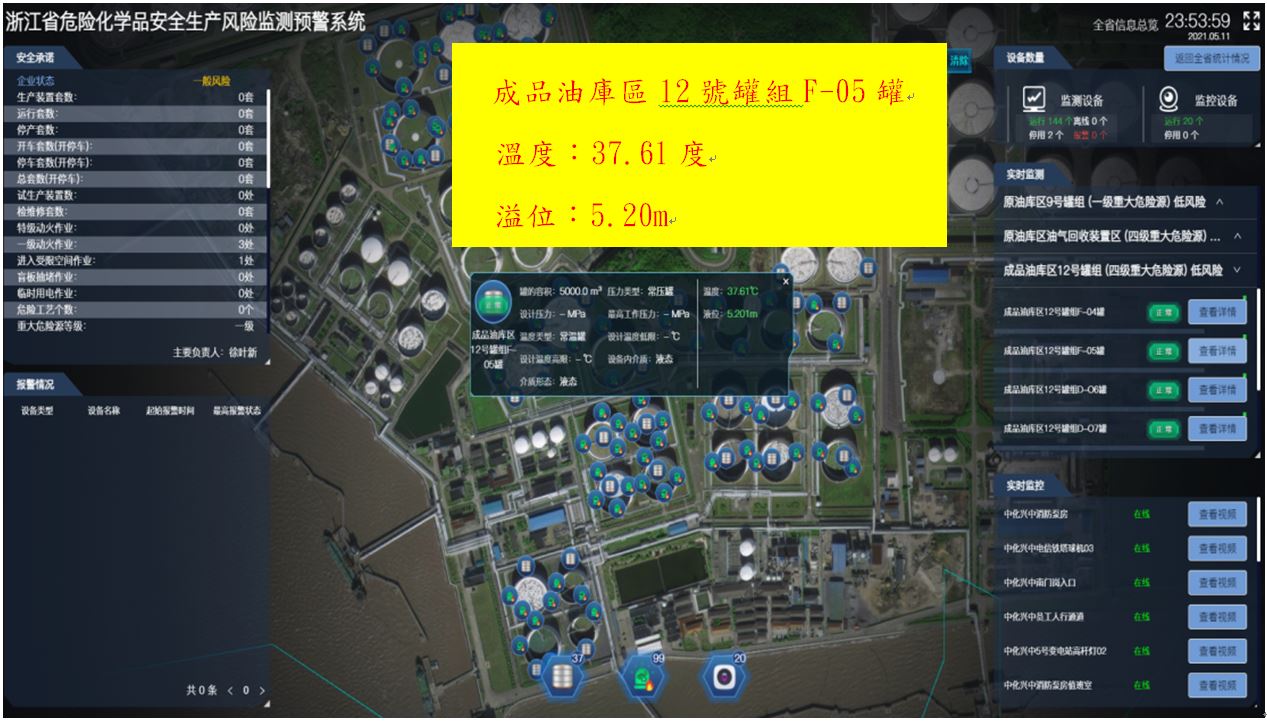 浙江省危险化学品安全生产风险监测预警系统
全省信息总览 23:53:59
2021.05.11
成品油庫區 12 號罐組 F-05 罐
溫度：37.61 度
溢位：5.20m
清除
安全承诺
企业状态 一般风险
生产装置套数: 0套
运行套数: 0套
停产套数: 0套
开车套数(开停车): 0套
停车套数(开停车): 0套
总套数(开停车): 0套
试生产装置数: 0处
检维修套数: 0套
特级动火作业: 0处
一级动火作业: 3处
进入受限空间作业: 1处
盲板抽堵作业: 0处
临时用电作业: 0处
危险工艺个数: 0个
重大危险源等级: 一级
主要负责人: 徐叶新
报警情况
设备类型 设备名称 起始报警时间 最高报警状态
共 0 条 < 0 >
x
正常
成品油库区
12号罐组F-
05罐
罐的容积: 5000.0 m³ 压力类型: 常压罐
设计压力: – MPa 最高工作压力: – MPa
温度类型: 常温罐 设计温度低限: – ℃
设计温度高限: – ℃ 设备内介质: 液态
介质形态: 液态
温度: 37.61℃
液位: 5.201m
37
99
20
设备数量
返回全省统计情况
监测设备
运行 144 个 离线 0 个
停用 2 个 报警 0 个
监控设备
运行 20 个
停用 0 个
实时监测
原油库区9号罐组 (一级重大危险源) 低风险
原油库区油气回收装置区 (四级重大危险源) ...
成品油库区12号罐组 (四级重大危险源) 低风险
成品油库区12号罐组F-04罐 正常 查看详情
成品油库区12号罐组F-05罐 正常 查看详情
成品油库区12号罐组D-06罐 正常 查看详情
成品油库区12号罐组D-07罐 正常 查看详情
实时监控
中化兴中消防泵房 在线 查看视频
中化兴中电信铁塔球机03 在线 查看视频
中化兴中南门岗入口 在线 查看视频
中化兴中员工人行通道 在线 查看视频
中化兴中5号变电站高杆灯02 在线 查看视频
中化兴中消防泵房值班室 在线 查看视频